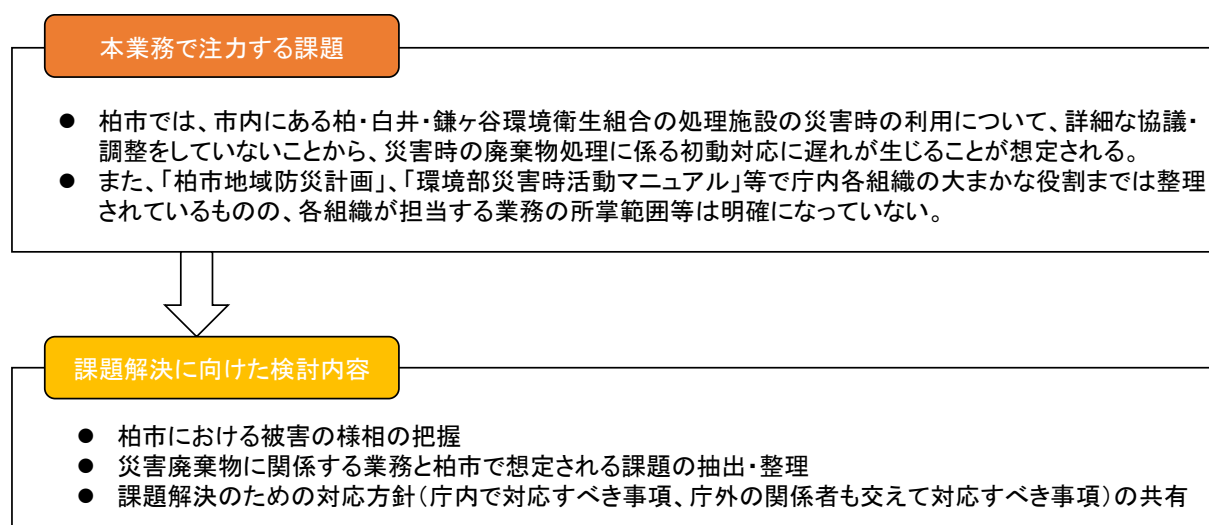 本業務で注力する課題
● 柏市では、市内にある柏・白井・鎌ヶ谷環境衛生組合の処理施設の災害時の利用について、詳細な協議・
調整をしていないことから、災害時の廃棄物処理に係る初動対応に遅れが生じることが想定される。
● また、「柏市地域防災計画」、「環境部災害時活動マニュアル」等で庁内各組織の大まかな役割までは整理
されているものの、各組織が担当する業務の所掌範囲等は明確になっていない。
課題解決に向けた検討内容
● 柏市における被害の様相の把握
● 災害廃棄物に関係する業務と柏市で想定される課題の抽出・整理
● 課題解決のための対応方針(庁内で対応すべき事項、庁外の関係者も交えて対応すべき事項)の共有